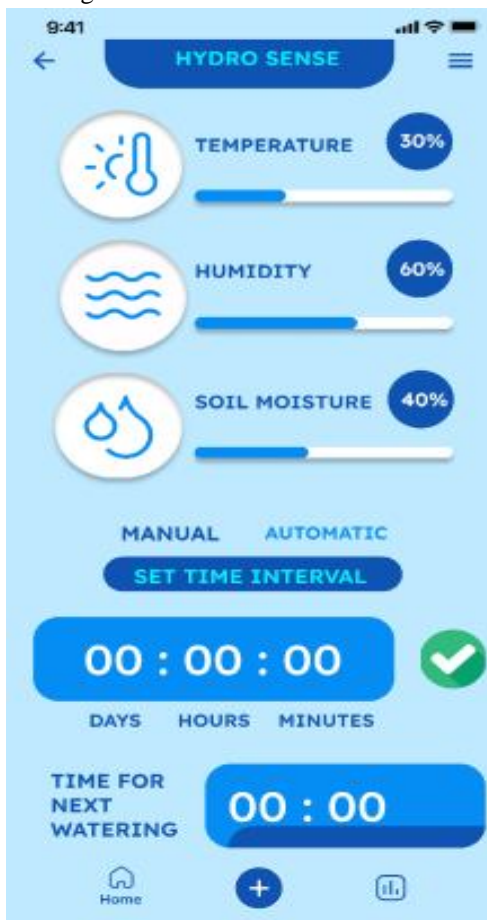 9:41
HYDRO SENSE
TEMPERATURE 30%
HUMIDITY 60%
SOIL MOISTURE 40%
MANUAL AUTOMATIC
SET TIME INTERVAL
00 : 00 : 00
DAYS HOURS MINUTES
TIME FOR
NEXT
WATERING
00 : 00
Home